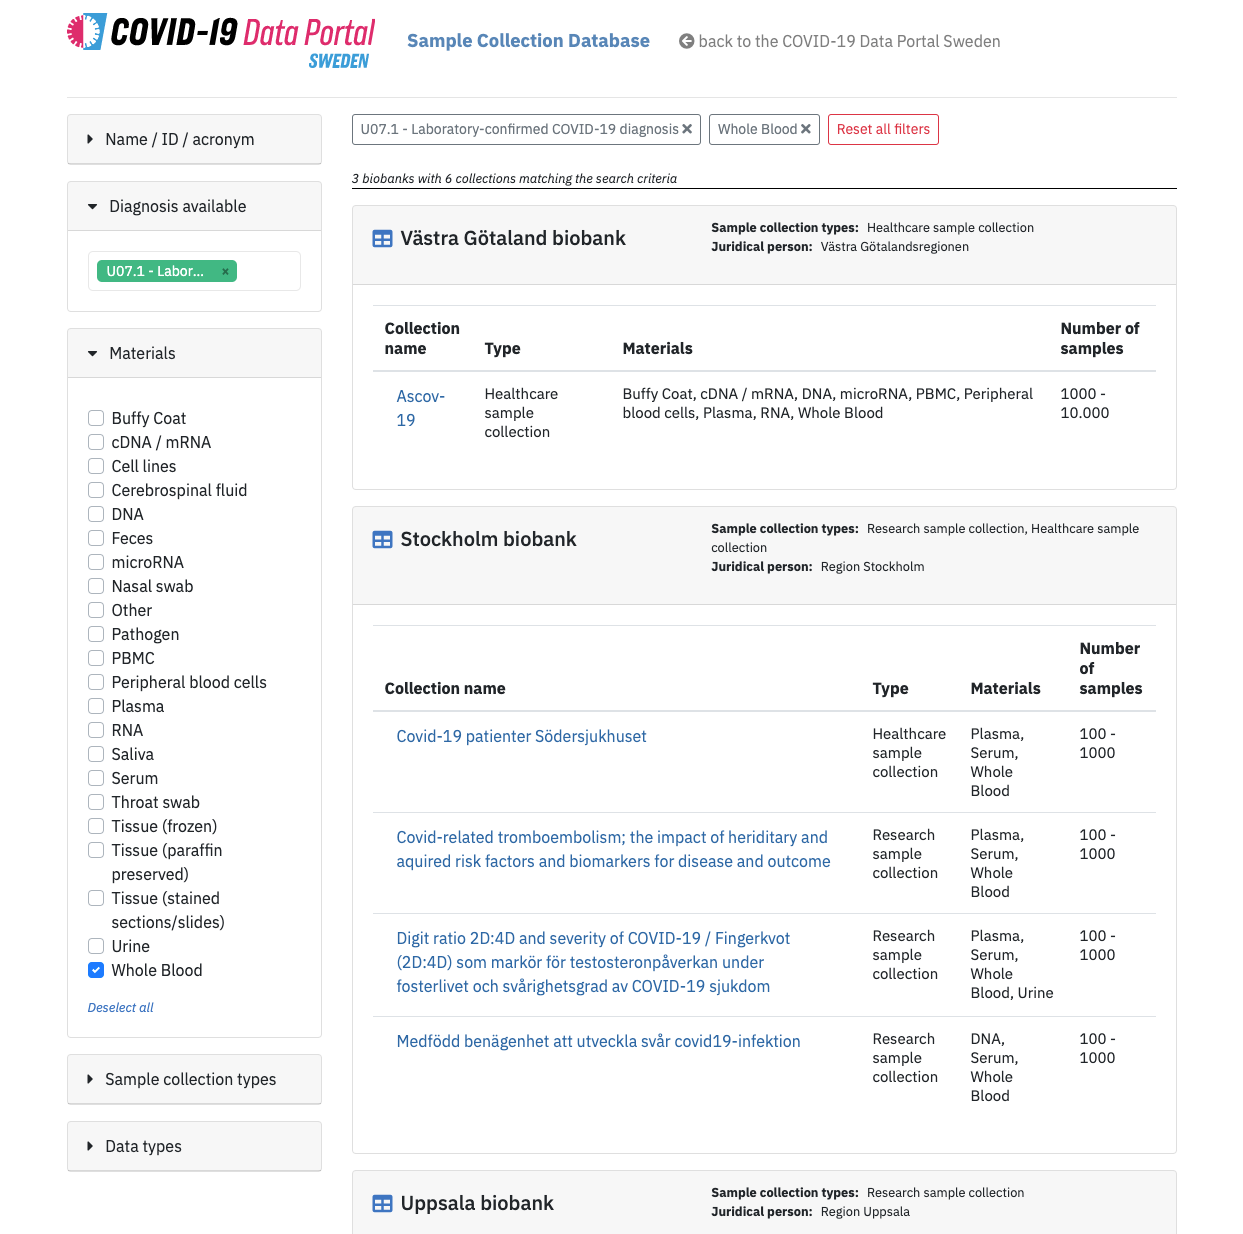 COVID-19 Data Portal
SWEDEN
Sample Collection Database
back to the COVID-19 Data Portal Sweden
Name / ID / acronym
Diagnosis available
U07.1 - Labor... ×
Materials
Buffy Coat
cDNA / mRNA
Cell lines
Cerebrospinal fluid
DNA
Feces
microRNA
Nasal swab
Other
Pathogen
PBMC
Peripheral blood cells
Plasma
RNA
Saliva
Serum
Throat swab
Tissue (frozen)
Tissue (paraffin
preserved)
Tissue (stained
sections/slides)
Urine
Whole Blood
Deselect all
Sample collection types
Data types
U07.1 - Laboratory-confirmed COVID-19 diagnosis ×
Whole Blood ×
Reset all filters
3 biobanks with 6 collections matching the search criteria
Västra Götaland biobank
Sample collection types: Healthcare sample collection
Juridical person: Västra Götalandsregionen
Collection
name
Type
Materials
Number of
samples
Ascov-
19
Healthcare
sample
collection
Buffy Coat, cDNA / mRNA, DNA, microRNA, PBMC, Peripheral
blood cells, Plasma, RNA, Whole Blood
1000 -
10.000
Stockholm biobank
Sample collection types: Research sample collection, Healthcare sample
collection
Juridical person: Region Stockholm
Collection name
Type
Materials
Number
of
samples
Covid-19 patienter Södersjukhuset
Healthcare
sample
collection
Plasma,
Serum,
Whole
Blood
100 -
1000
Covid-related tromboembolism; the impact of heriditary and
aquired risk factors and biomarkers for disease and outcome
Research
sample
collection
Plasma,
Serum,
Whole
Blood
100 -
1000
Digit ratio 2D:4D and severity of COVID-19 / Fingerkvot
(2D:4D) som markör för testosteronpåverkan under
fosterlivet och svårighetsgrad av COVID-19 sjukdom
Research
sample
collection
Plasma,
Serum,
Whole
Blood, Urine
100 -
1000
Medfödd benägenhet att utveckla svår covid19-infektion
Research
sample
collection
DNA,
Serum,
Whole
Blood
100 -
1000
Uppsala biobank
Sample collection types: Research sample collection
Juridical person: Region Uppsala